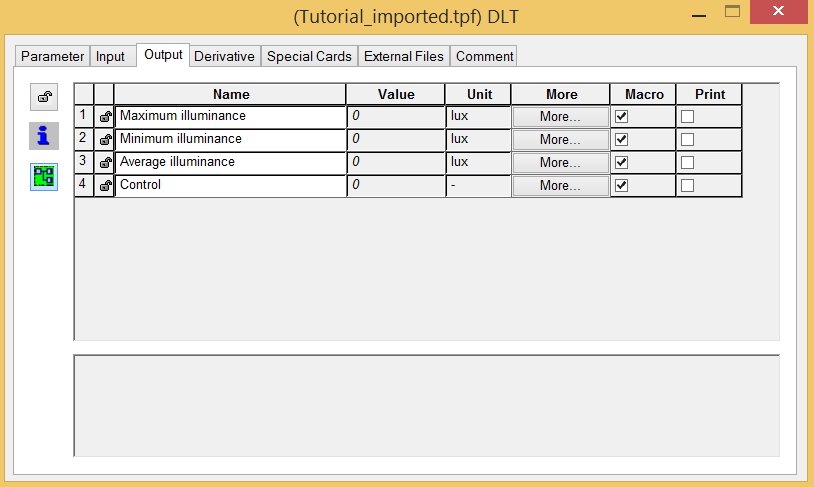 (Tutorial_imported.tpf) DLT
Parameter Input Output Derivative Special Cards External Files Comment
Name Value Unit More Macro Print
1 Maximum illuminance 0 lux More...
2 Minimum illuminance 0 lux More...
3 Average illuminance 0 lux More...
4 Control 0 - More...